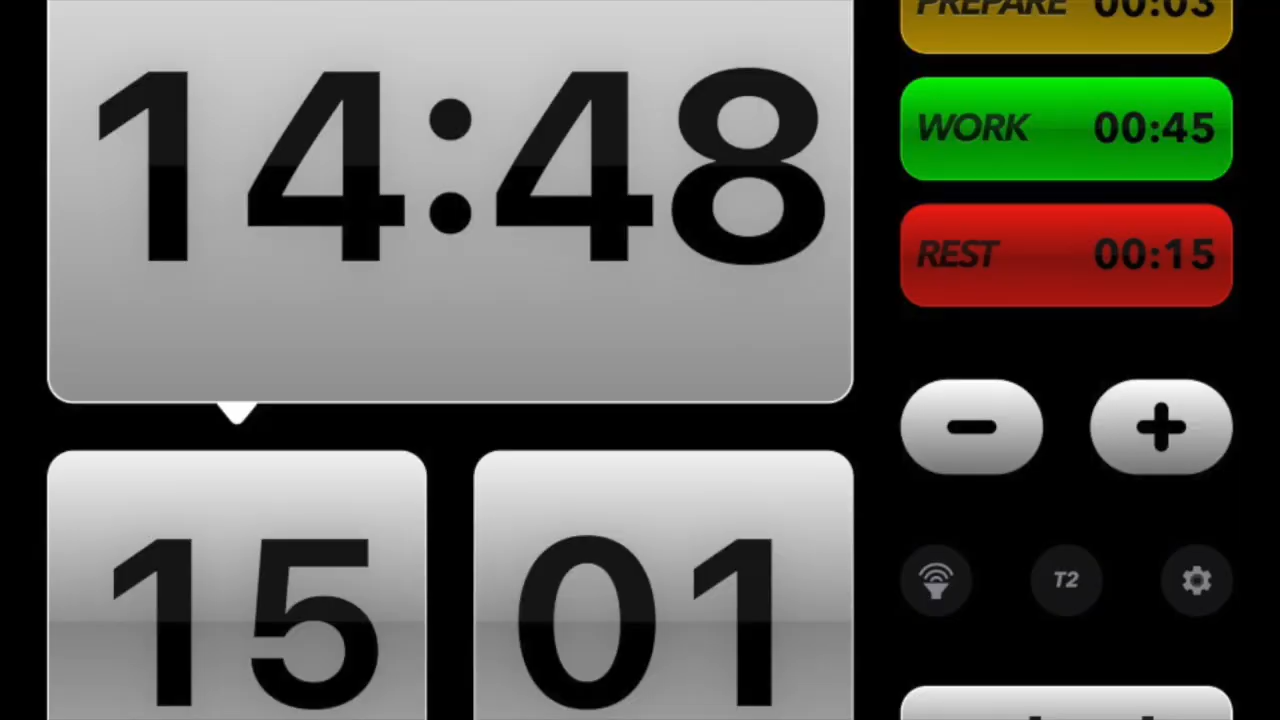 14:48
15
01
PREPARE 00:03
WORK 00:45
REST 00:15
- +
T2